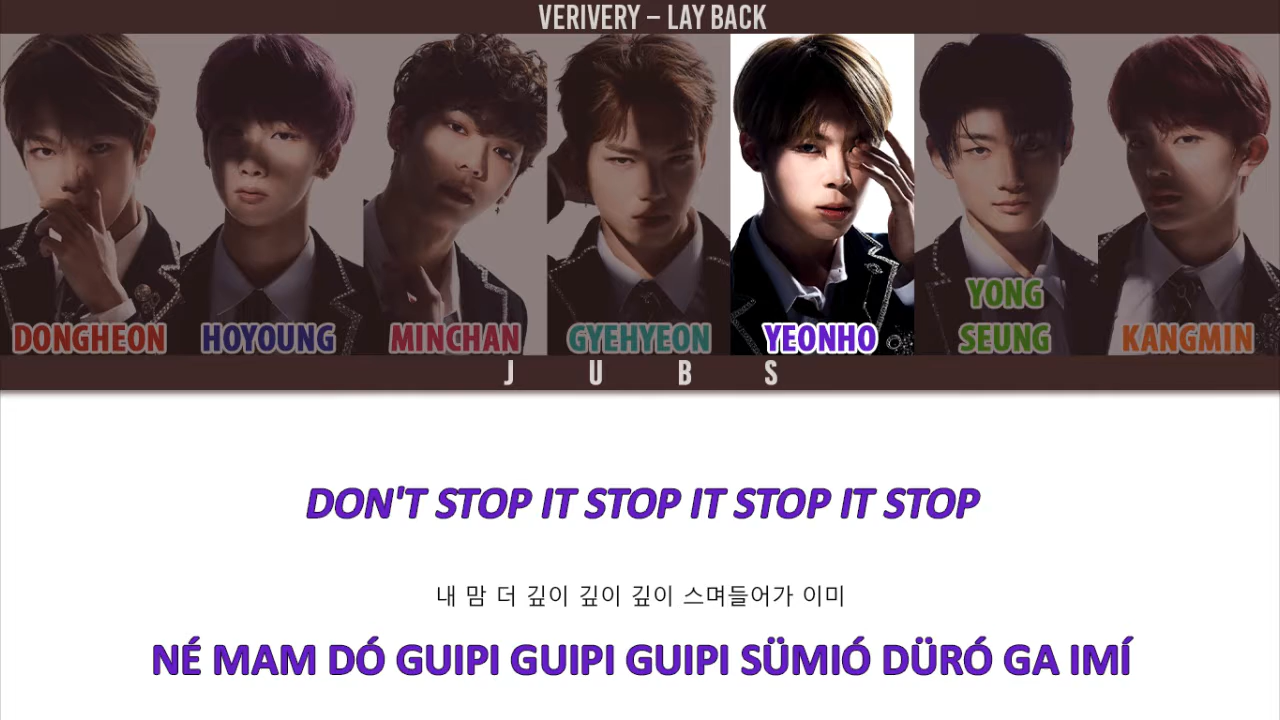 VERIVERY – LAY BACK
DONGHEON HOYOUNG MINCHAN GYEHYEON YEONHO YONG SEUNG KANGMIN
J U B S
DON'T STOP IT STOP IT STOP IT STOP
내 맘 더 깊이 깊이 깊이 스며들어가 이미
NÉ MAM DÓ GUIPI GUIPI GUIPI SÜMIÓ DÜRÓ GA IMÍ